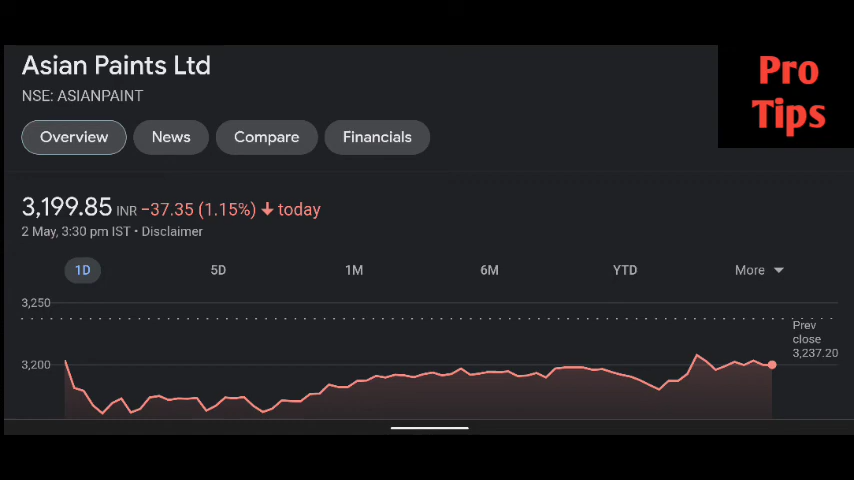 Asian Paints Ltd
NSE: ASIANPAINT
Pro
Tips
Overview News Compare Financials
3,199.85 INR −37.35 (1.15%) ↓ today
2 May, 3:30 pm IST • Disclaimer
1D 5D 1M 6M YTD More
3,250
Prev
close
3,237.20
3,200